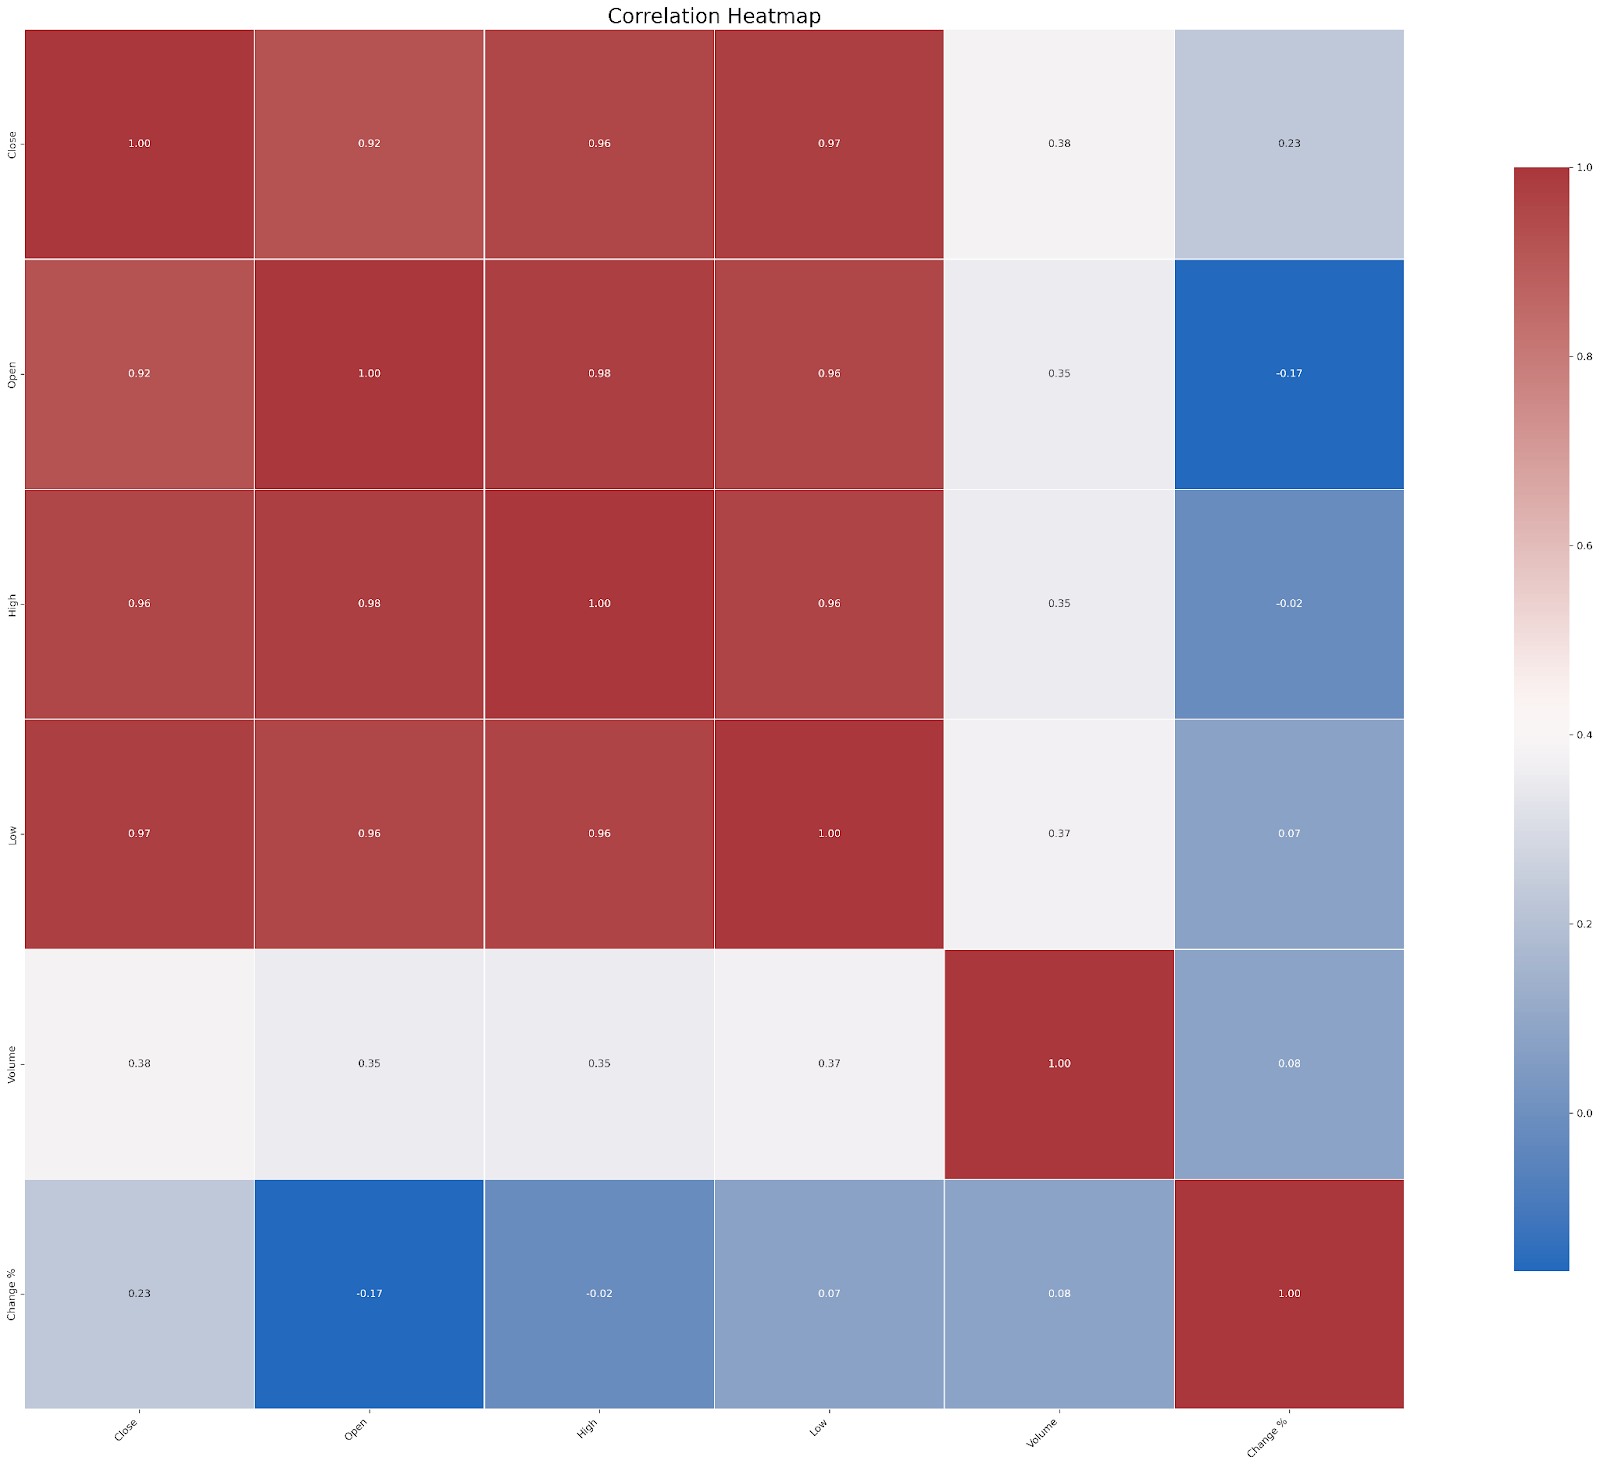 Correlation Heatmap
Close 1.00 0.92 0.96 0.97 0.38 0.23
Open 0.92 1.00 0.98 0.96 0.35 -0.17
High 0.96 0.98 1.00 0.96 0.35 -0.02
Low 0.97 0.96 0.96 1.00 0.37 0.07
Volume 0.38 0.35 0.35 0.37 1.00 0.08
Change % 0.23 -0.17 -0.02 0.07 0.08 1.00
Close Open High Low Volume Change %
1.0
0.8
0.6
0.4
0.2
0.0